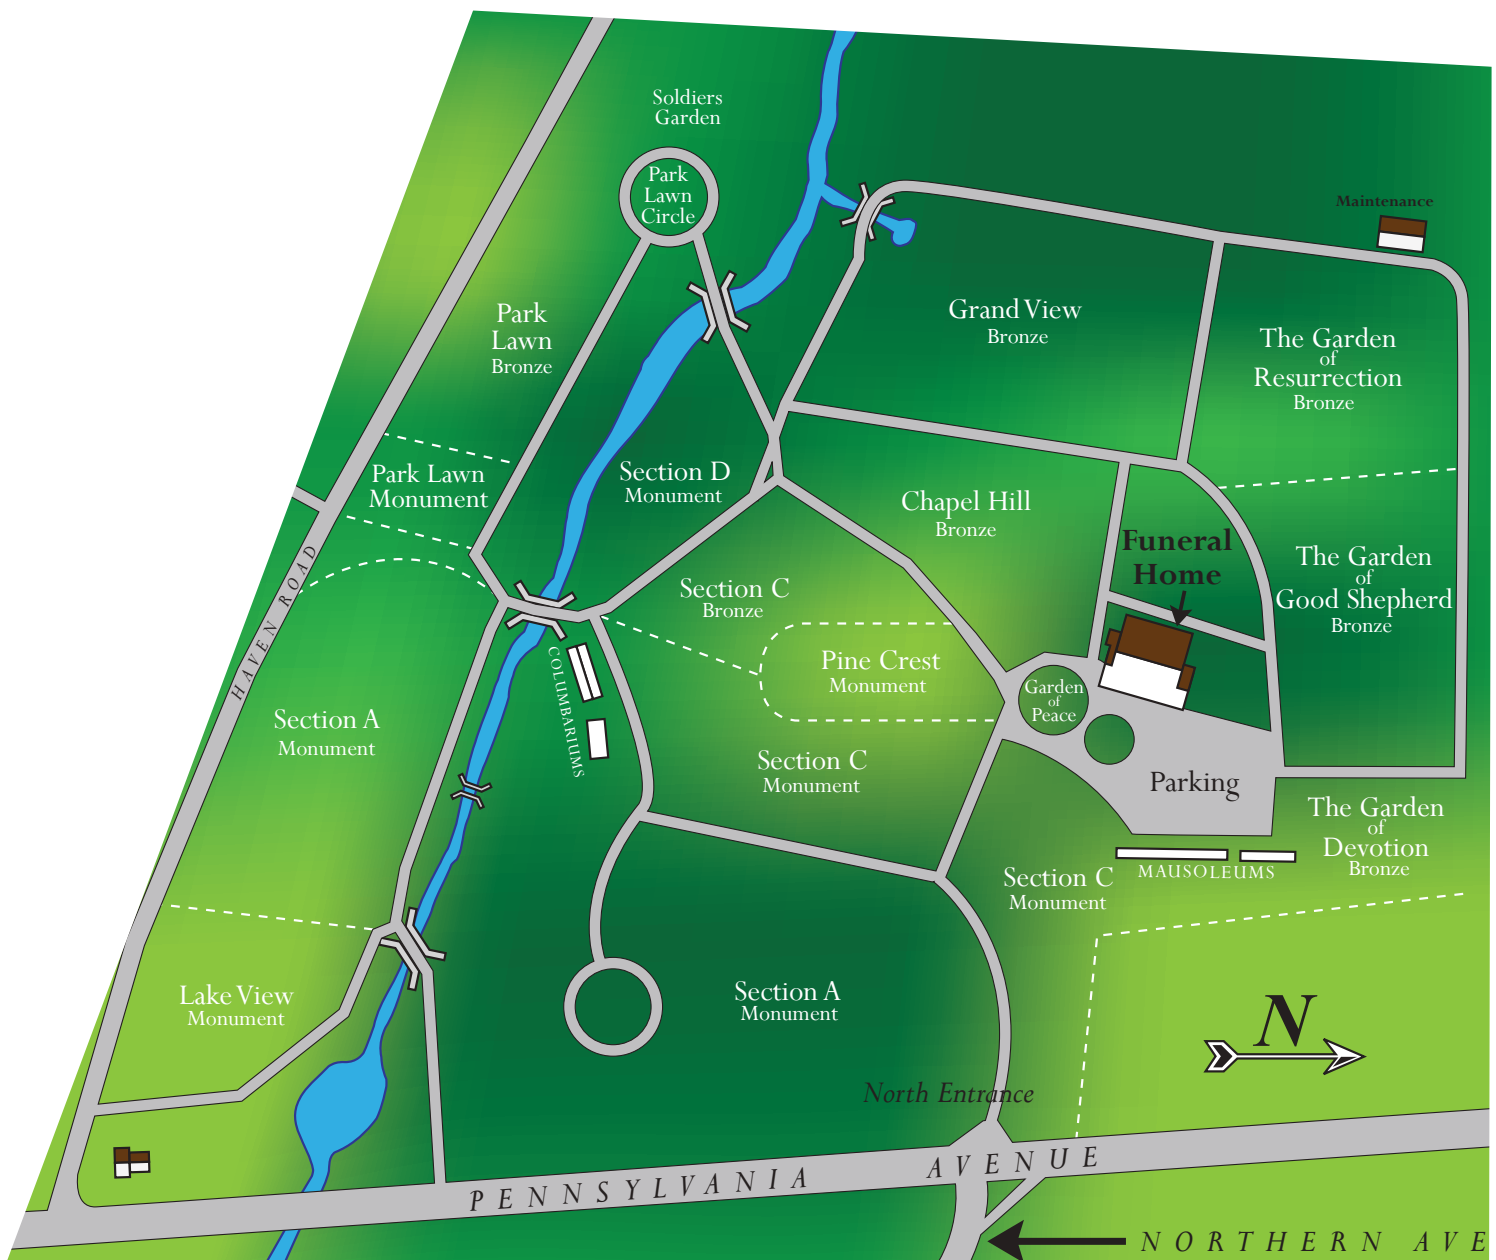 Soldiers
Garden
Park
Lawn
Circle
Maintenance
Park
Lawn
Bronze
Grand View
Bronze
The Garden
of
Resurrection
Bronze
Park Lawn
Monument
Section D
Monument
Chapel Hill
Bronze
Funeral
Home
The Garden
of
Good Shepherd
Bronze
HAVEN ROAD
Section C
Bronze
Pine Crest
Monument
Garden
of
Peace
COLUMBARIUMS
Section A
Monument
Section C
Monument
Parking
The Garden
of
Devotion
Bronze
MAUSOLEUMS
Section C
Monument
Lake View
Monument
Section A
Monument
N
North Entrance
PENNSYLVANIA AVENUE
NORTHERN AVE